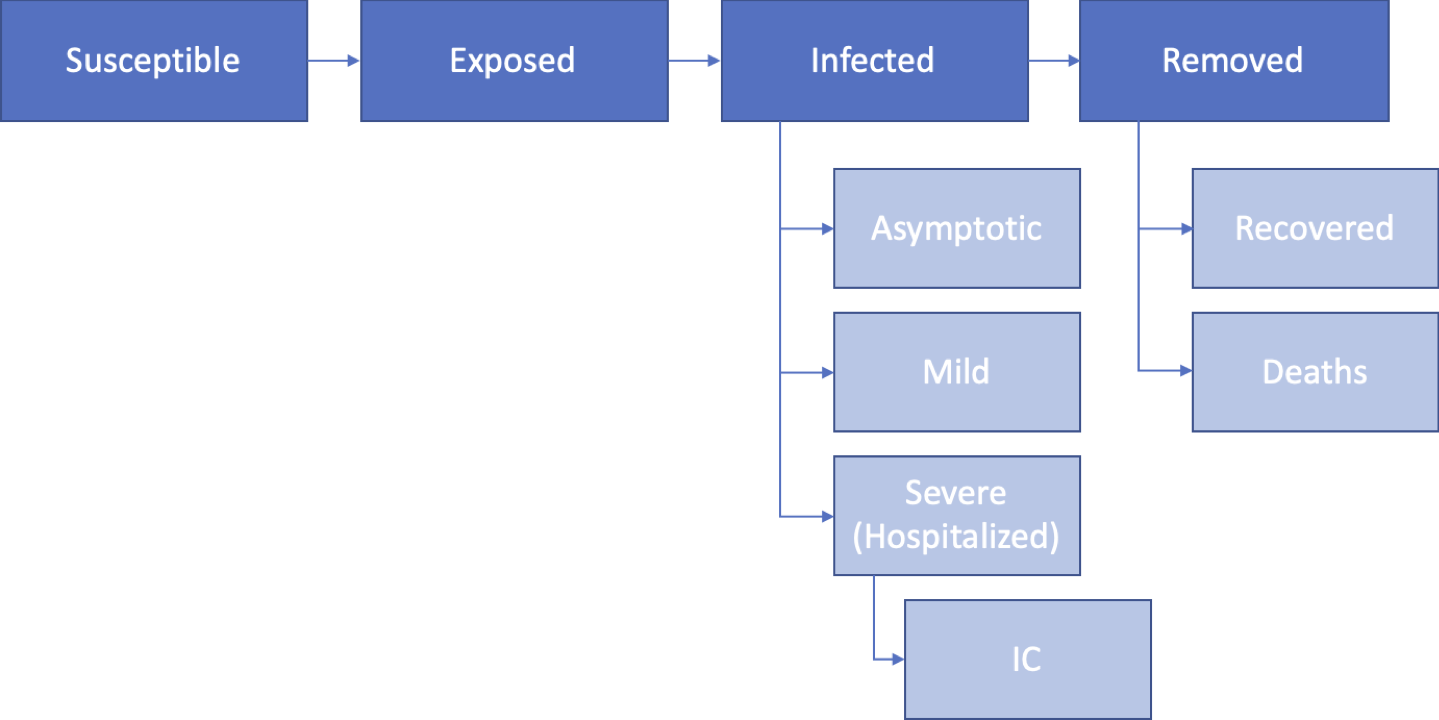 Susceptible
Exposed
Infected
Removed
Asymptotic
Recovered
Mild
Deaths
Severe
(Hospitalized)
IC